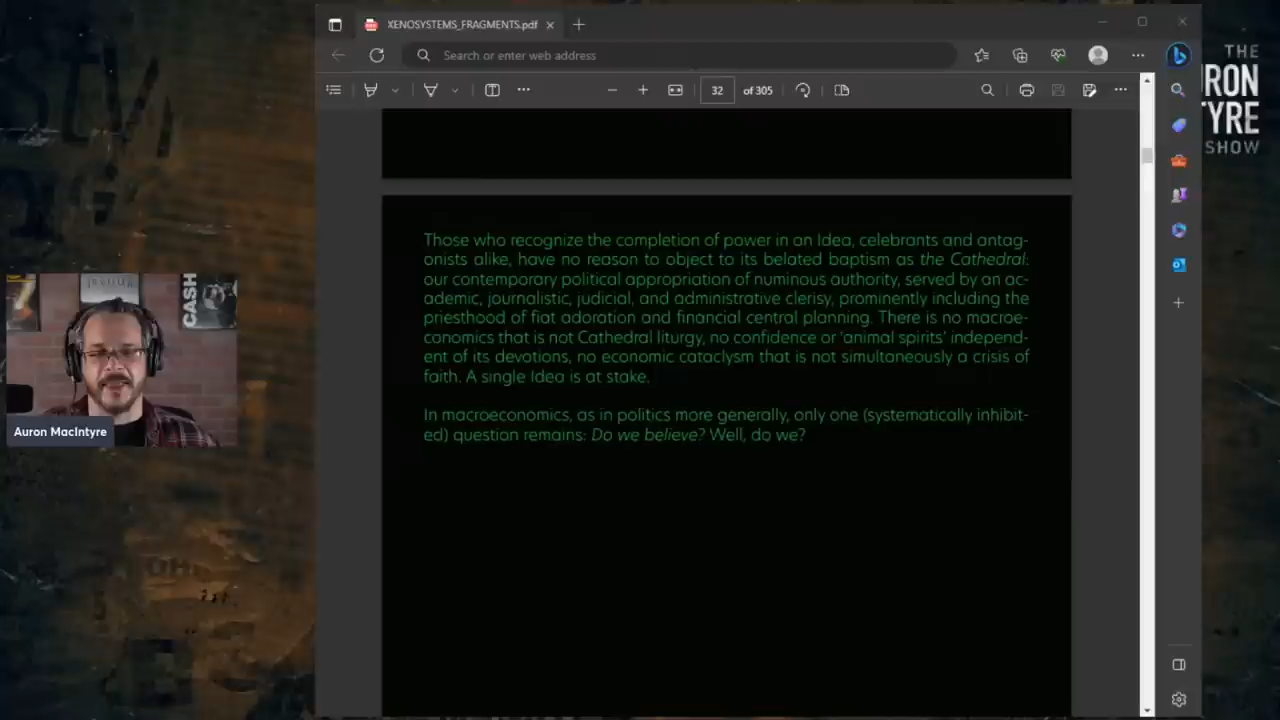 XENOSYSTEMS_FRAGMENTS.pdf
Search or enter web address
32 of 305
THE
RON
TYRE
SHOW
Those who recognize the completion of power in an Idea, celebrants and antag-
onists alike, have no reason to object to its belated baptism as the Cathedral:
our contemporary political appropriation of numinous authority, served by an ac-
ademic, journalistic, judicial, and administrative clerisy, prominently including the
priesthood of fiat adoration and financial central planning. There is no macroe-
conomics that is not Cathedral liturgy, no confidence or 'animal spirits' independ-
ent of its devotions, no economic cataclysm that is not simultaneously a crisis of
faith. A single Idea is at stake.
In macroeconomics, as in politics more generally, only one (systematically inhibit-
ed) question remains: Do we believe? Well, do we?
CASH
Auron MacIntyre